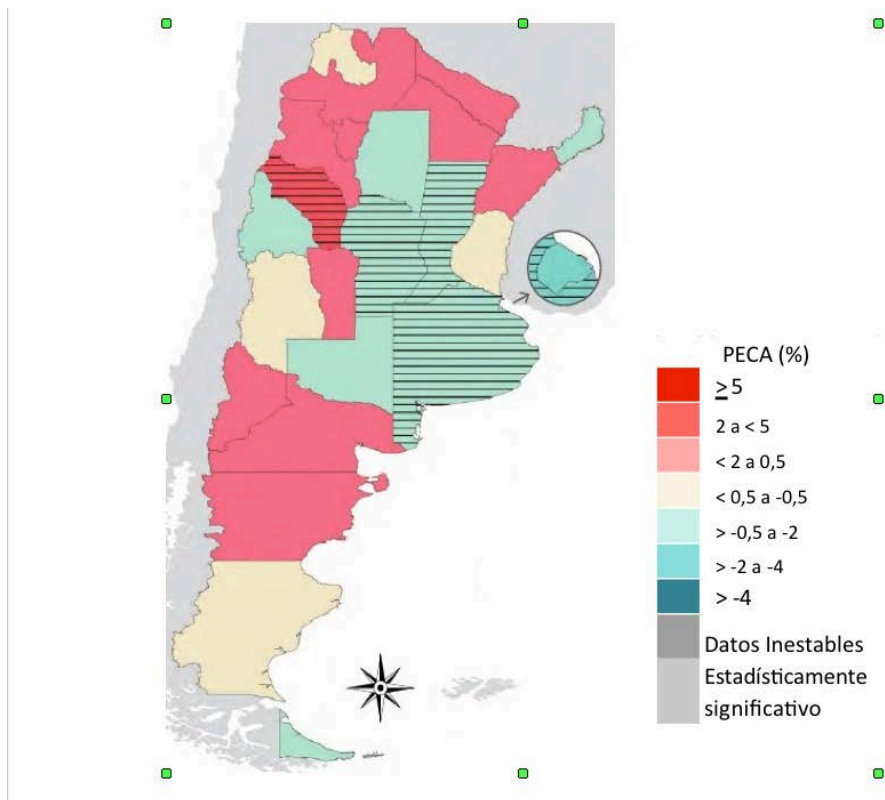 PECA (%)
≥5
2 a < 5
< 2 a 0,5
< 0,5 a -0,5
> -0,5 a -2
> -2 a -4
> -4
Datos Inestables
Estadísticamente
significativo